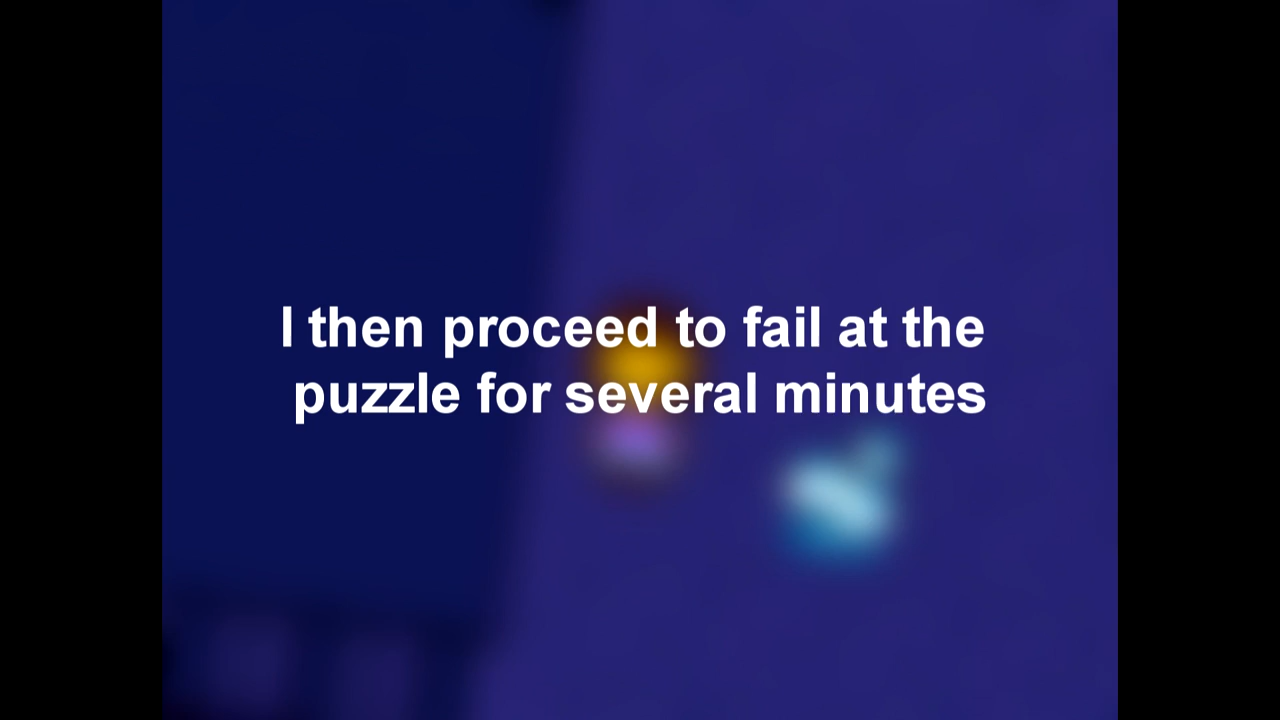 I then proceed to fail at the
puzzle for several minutes